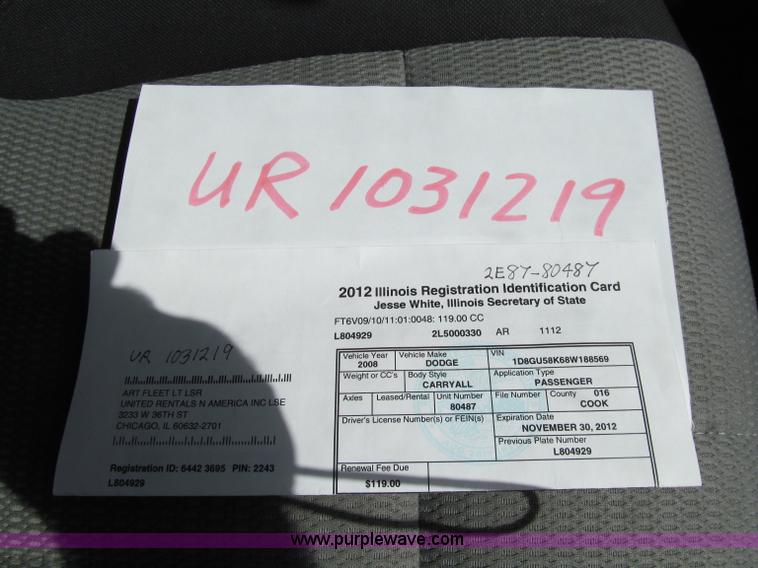 UR 1031219
2E87-80487
2012 Illinois Registration Identification Card
Jesse White, Illinois Secretary of State
FT6V09/10/11:01:0048: 119.00 CC
L804929 2L5000330 AR 1112
UR 1031219
ART FLEET LT LSR
UNITED RENTALS N AMERICA INC LSE
3233 W 36TH ST
CHICAGO, IL 60632-2701
Registration ID: 6442 3695 PIN: 2243
L804929
Vehicle Year Vehicle Make VIN
2008 DODGE 1D8GU58K68W188569
Weight or CC's Body Style Application Type
CARRYALL PASSENGER
Axles Leased/Rental Unit Number File Number County 016
80487 COOK
Driver's License Number(s) or FEIN(s) Expiration Date
NOVEMBER 30, 2012
Previous Plate Number
L804929
Renewal Fee Due
$119.00
www.purplewave.com